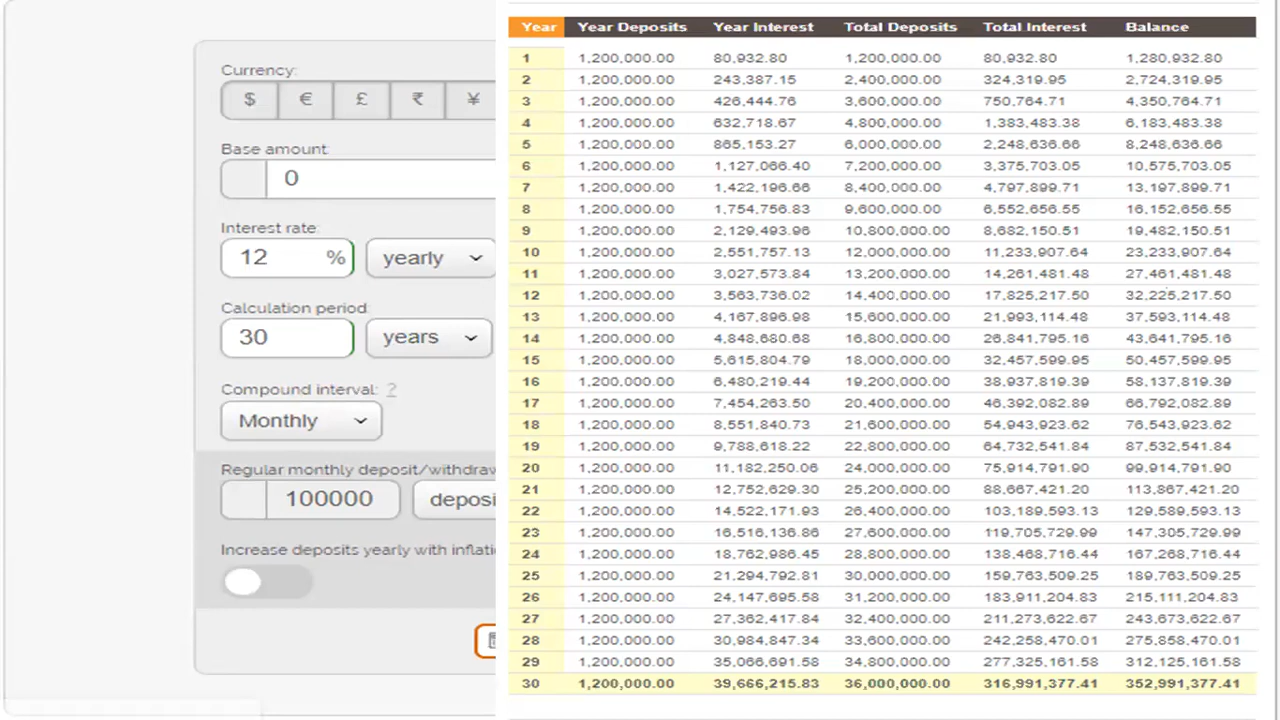 Currency:
$ € £ ₹ ¥
Base amount:
0
Interest rate:
12 % yearly
Calculation period:
30 years
Compound interval: ?
Monthly
Regular monthly deposit/withdraw
100000 deposi
Increase deposits yearly with inflati
Year Year Deposits Year Interest Total Deposits Total Interest Balance
1 1,200,000.00 80,932.80 1,200,000.00 80,932.80 1,280,932.80
2 1,200,000.00 243,387.15 2,400,000.00 324,319.95 2,724,319.95
3 1,200,000.00 426,444.76 3,600,000.00 750,764.71 4,350,764.71
4 1,200,000.00 632,718.67 4,800,000.00 1,383,483.38 6,183,483.38
5 1,200,000.00 865,153.27 6,000,000.00 2,248,636.66 8,248,636.66
6 1,200,000.00 1,127,066.40 7,200,000.00 3,375,703.05 10,575,703.05
7 1,200,000.00 1,422,196.66 8,400,000.00 4,797,899.71 13,197,899.71
8 1,200,000.00 1,754,756.83 9,600,000.00 6,552,656.55 16,152,656.55
9 1,200,000.00 2,129,493.96 10,800,000.00 8,682,150.51 19,482,150.51
10 1,200,000.00 2,551,757.13 12,000,000.00 11,233,907.64 23,233,907.64
11 1,200,000.00 3,027,573.84 13,200,000.00 14,261,481.48 27,461,481.48
12 1,200,000.00 3,563,736.02 14,400,000.00 17,825,217.50 32,225,217.50
13 1,200,000.00 4,167,896.98 15,600,000.00 21,993,114.48 37,593,114.48
14 1,200,000.00 4,848,680.68 16,800,000.00 26,841,795.16 43,641,795.16
15 1,200,000.00 5,615,804.79 18,000,000.00 32,457,599.95 50,457,599.95
16 1,200,000.00 6,480,219.44 19,200,000.00 38,937,819.39 58,137,819.39
17 1,200,000.00 7,454,263.50 20,400,000.00 46,392,082.89 66,792,082.89
18 1,200,000.00 8,551,840.73 21,600,000.00 54,943,923.62 76,543,923.62
19 1,200,000.00 9,788,618.22 22,800,000.00 64,732,541.84 87,532,541.84
20 1,200,000.00 11,182,250.06 24,000,000.00 75,914,791.90 99,914,791.90
21 1,200,000.00 12,752,629.30 25,200,000.00 88,667,421.20 113,867,421.20
22 1,200,000.00 14,522,171.93 26,400,000.00 103,189,593.13 129,589,593.13
23 1,200,000.00 16,516,136.86 27,600,000.00 119,705,729.99 147,305,729.99
24 1,200,000.00 18,762,986.45 28,800,000.00 138,468,716.44 167,268,716.44
25 1,200,000.00 21,294,792.81 30,000,000.00 159,763,509.25 189,763,509.25
26 1,200,000.00 24,147,695.58 31,200,000.00 183,911,204.83 215,111,204.83
27 1,200,000.00 27,362,417.84 32,400,000.00 211,273,622.67 243,673,622.67
28 1,200,000.00 30,984,847.34 33,600,000.00 242,258,470.01 275,858,470.01
29 1,200,000.00 35,066,691.58 34,800,000.00 277,325,161.58 312,125,161.58
30 1,200,000.00 39,666,215.83 36,000,000.00 316,991,377.41 352,991,377.41